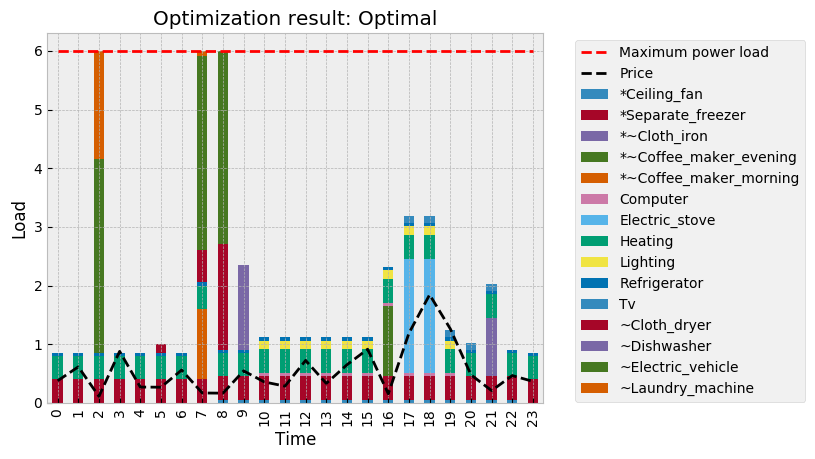 Optimization result: Optimal
Load
6
5
4
3
2
1
0
0 1 2 3 4 5 6 7 8 9 10 11 12 13 14 15 16 17 18 19 20 21 22 23
Time
Maximum power load
Price
*Ceiling_fan
*Separate_freezer
*~Cloth_iron
*~Coffee_maker_evening
*~Coffee_maker_morning
Computer
Electric_stove
Heating
Lighting
Refrigerator
Tv
~Cloth_dryer
~Dishwasher
~Electric_vehicle
~Laundry_machine